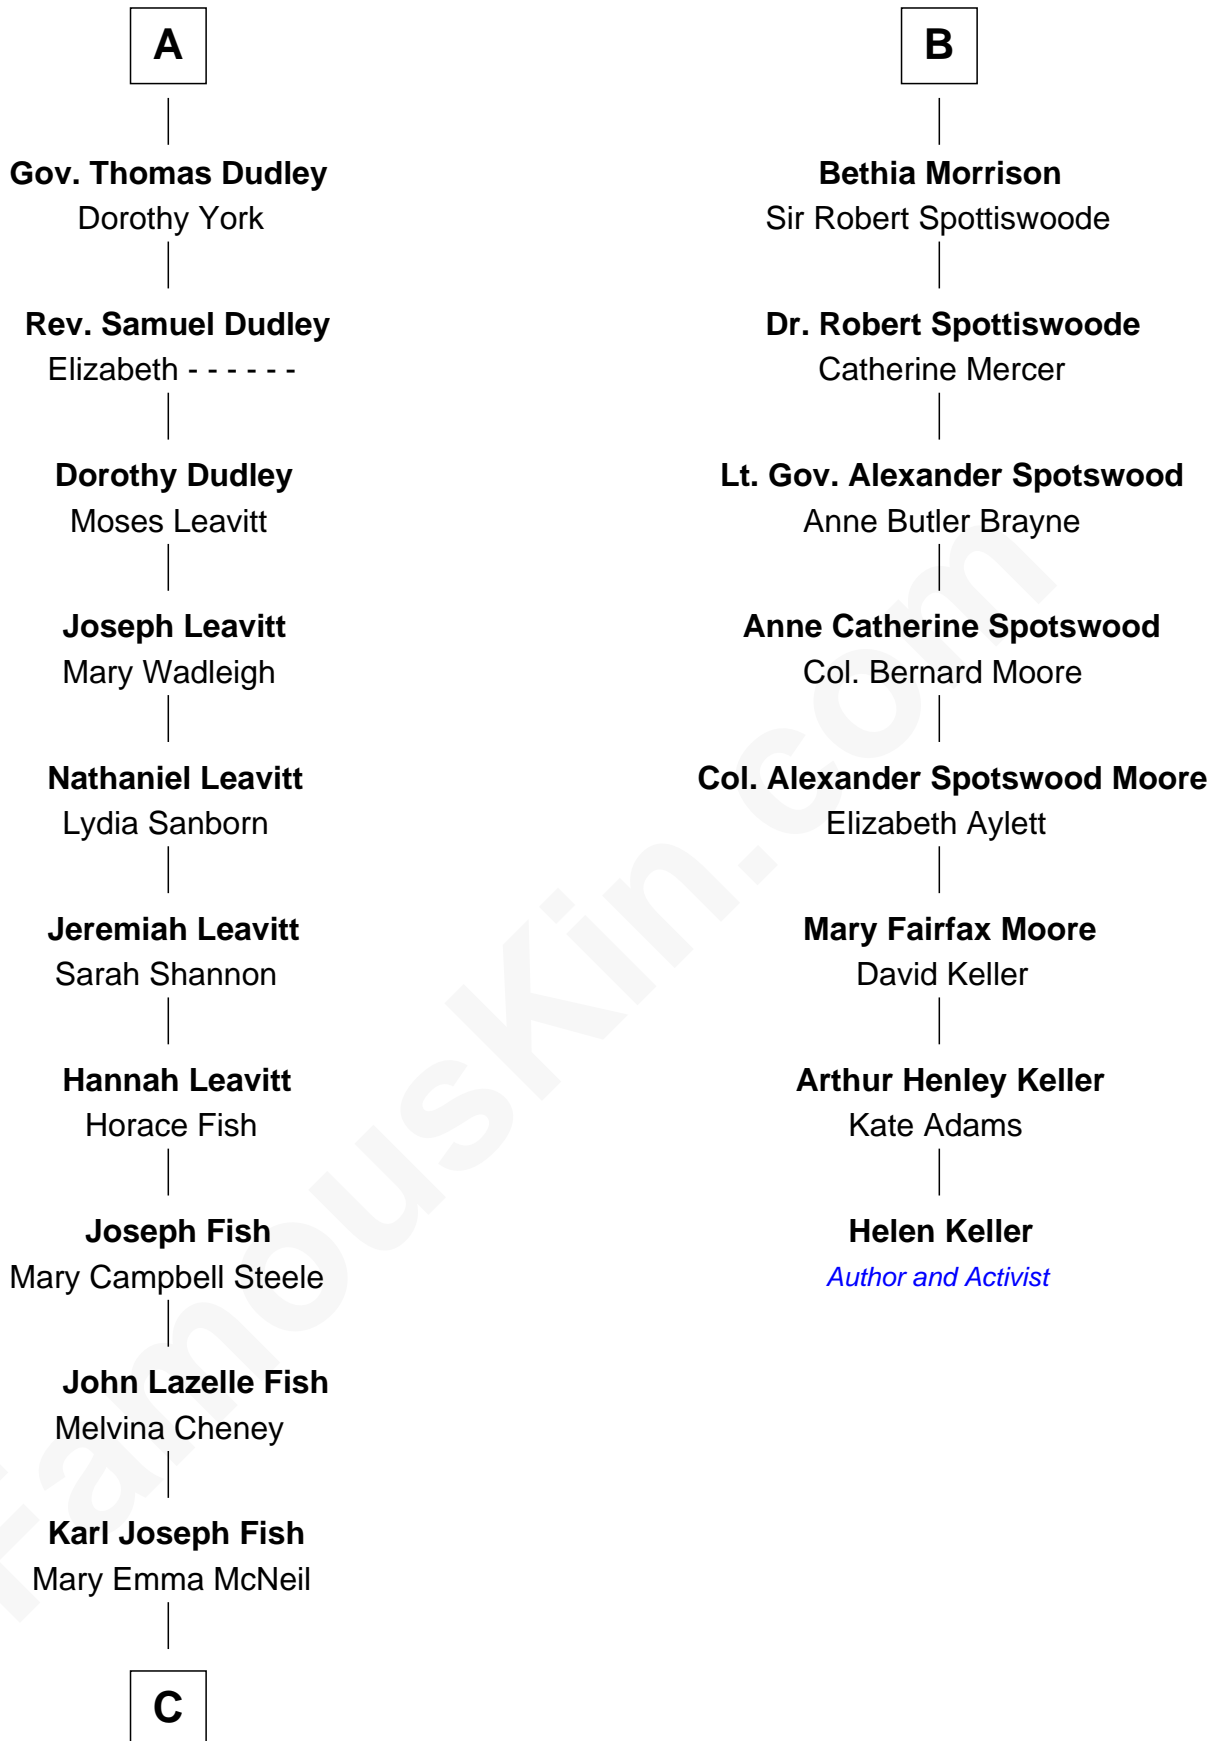 A
Gov. Thomas Dudley
Dorothy York
Rev. Samuel Dudley
Elizabeth - - - - - -
Dorothy Dudley
Moses Leavitt
Joseph Leavitt
Mary Wadleigh
Nathaniel Leavitt
Lydia Sanborn
Jeremiah Leavitt
Sarah Shannon
Hannah Leavitt
Horace Fish
Joseph Fish
Mary Campbell Steele
John Lazelle Fish
Melvina Cheney
Karl Joseph Fish
Mary Emma McNeil
C
B
Bethia Morrison
Sir Robert Spottiswoode
Dr. Robert Spottiswoode
Catherine Mercer
Lt. Gov. Alexander Spotswood
Anne Butler Brayne
Anne Catherine Spotswood
Col. Bernard Moore
Col. Alexander Spotswood Moore
Elizabeth Aylett
Mary Fairfax Moore
David Keller
Arthur Henley Keller
Kate Adams
Helen Keller
Author and Activist
FamousKin.com